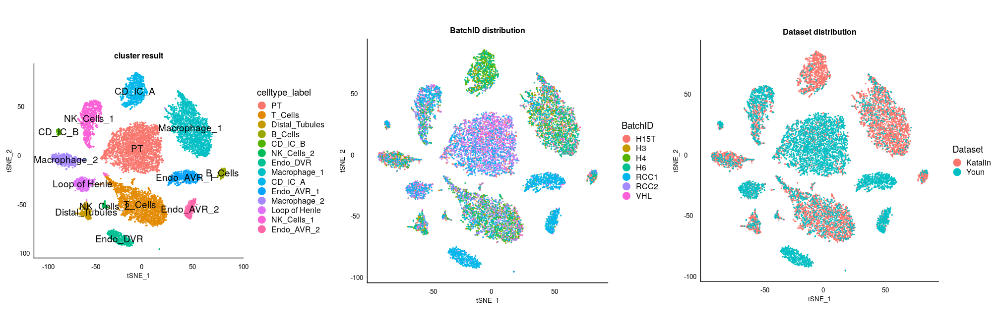 cluster result
CD_IC_A
NK_Cells_1
CD_IC_B
Macrophage_1
PT
Macrophage_2
Endo_AVR_1
B_Cells
Loop of Henle
NK_Cells_2
T_Cells
Distal_Tubules
Endo_AVR_2
Endo_DVR
50
0
-50
-100
tSNE_2
-100
-50
0
50
100
tSNE_1
celltype_label
PT
T_Cells
Distal_Tubules
B_Cells
CD_IC_B
NK_Cells_2
Endo_DVR
Macrophage_1
CD_IC_A
Endo_AVR_1
Macrophage_2
Loop of Henle
NK_Cells_1
Endo_AVR_2
BatchID distribution
50
0
-50
-100
tSNE_2
-50
0
50
tSNE_1
BatchID
H15T
H3
H4
H6
RCC1
RCC2
VHL
Dataset distribution
50
0
-50
-100
tSNE_2
-50
0
50
tSNE_1
Dataset
Katalin
Youn